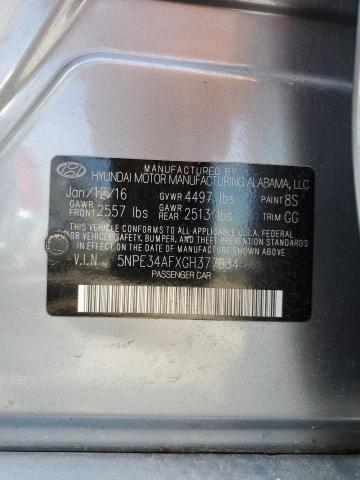 MANUFACTURED BY
HYUNDAI MOTOR MANUFACTURING ALABAMA, LLC
Jan/12/16 GVWR 4497 lbs PAINT 8S
GAWR FRONT 2557 lbs GAWR REAR 2513 lbs TRIM GG
THIS VEHICLE CONFORMS TO ALL APPLICABLE U.S.A FEDERAL
MOTOR VEHICLE SAFETY, BUMPER, AND THEFT PREVENTION
STANDARDS IN EFFECT ON THE DATE OF MANUFACTURE
SHOWN ABOVE.
V.I.N
PASSENGER CAR